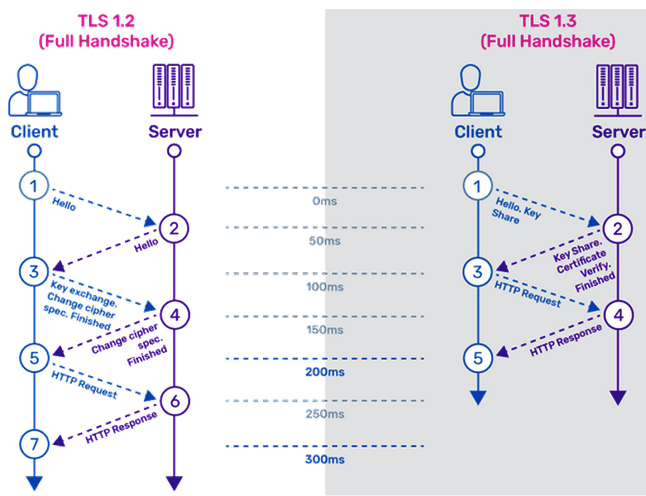 TLS 1.2
(Full Handshake)
Client
Server
1
Hello
2
Hello
3
Key exchange.
Change cipher
spec. Finished
4
Change cipher
spec.
Finished
5
HTTP Request
6
HTTP Response
7
0ms
50ms
100ms
150ms
200ms
250ms
300ms
TLS 1.3
(Full Handshake)
Client
Server
1
Hello. Key
Share
2
Key Share.
Certificate
Verify.
Finished
3
HTTP Request
4
HTTP Response
5